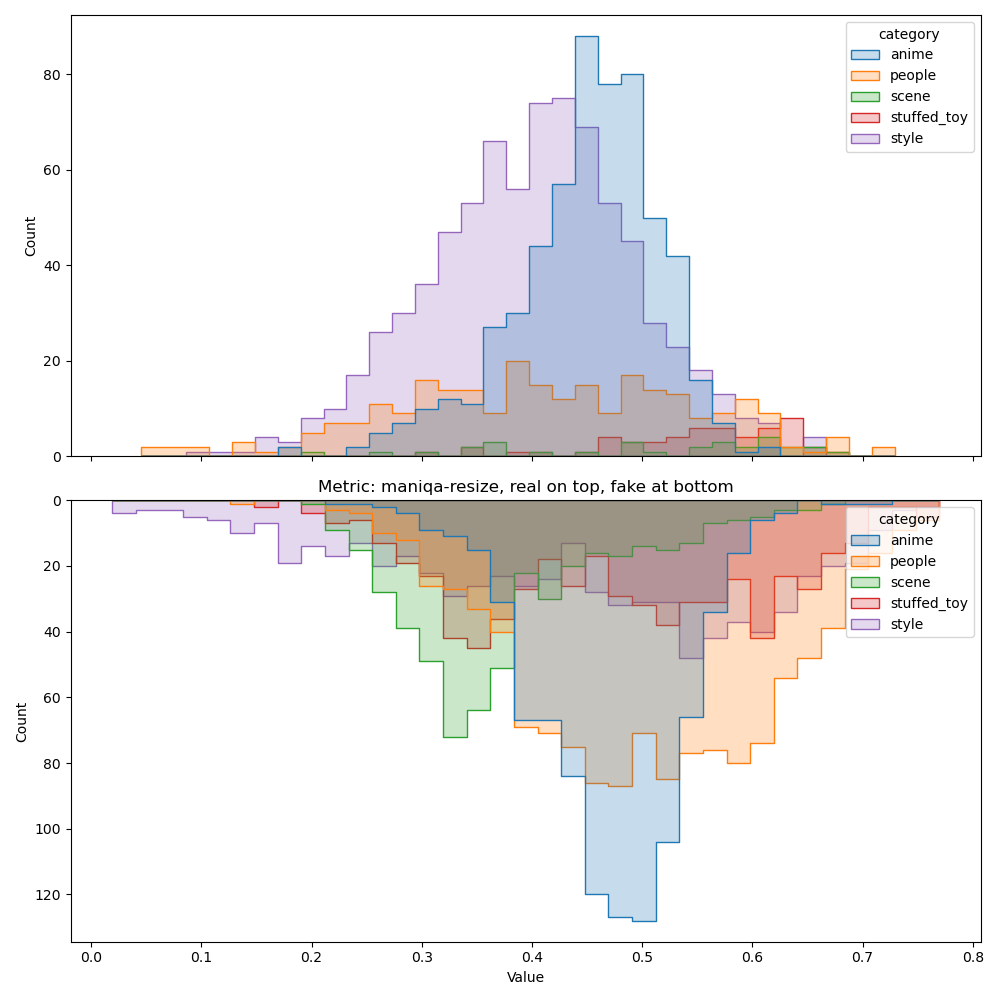 80
60
40
20
0
Count
category
anime
people
scene
stuffed_toy
style
Metric: maniqa-resize, real on top, fake at bottom
0
20
40
60
80
100
120
Count
category
anime
people
scene
stuffed_toy
style
0.0 0.1 0.2 0.3 0.4 0.5 0.6 0.7 0.8
Value